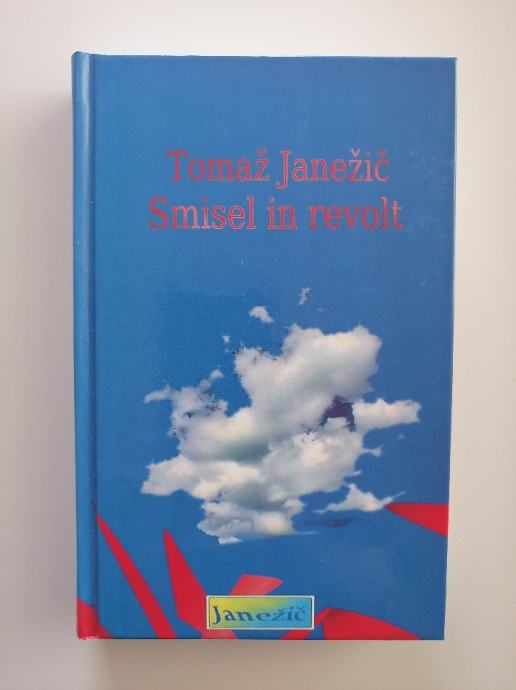 Tomaž Janežič
Smisel in revolt
Janežič